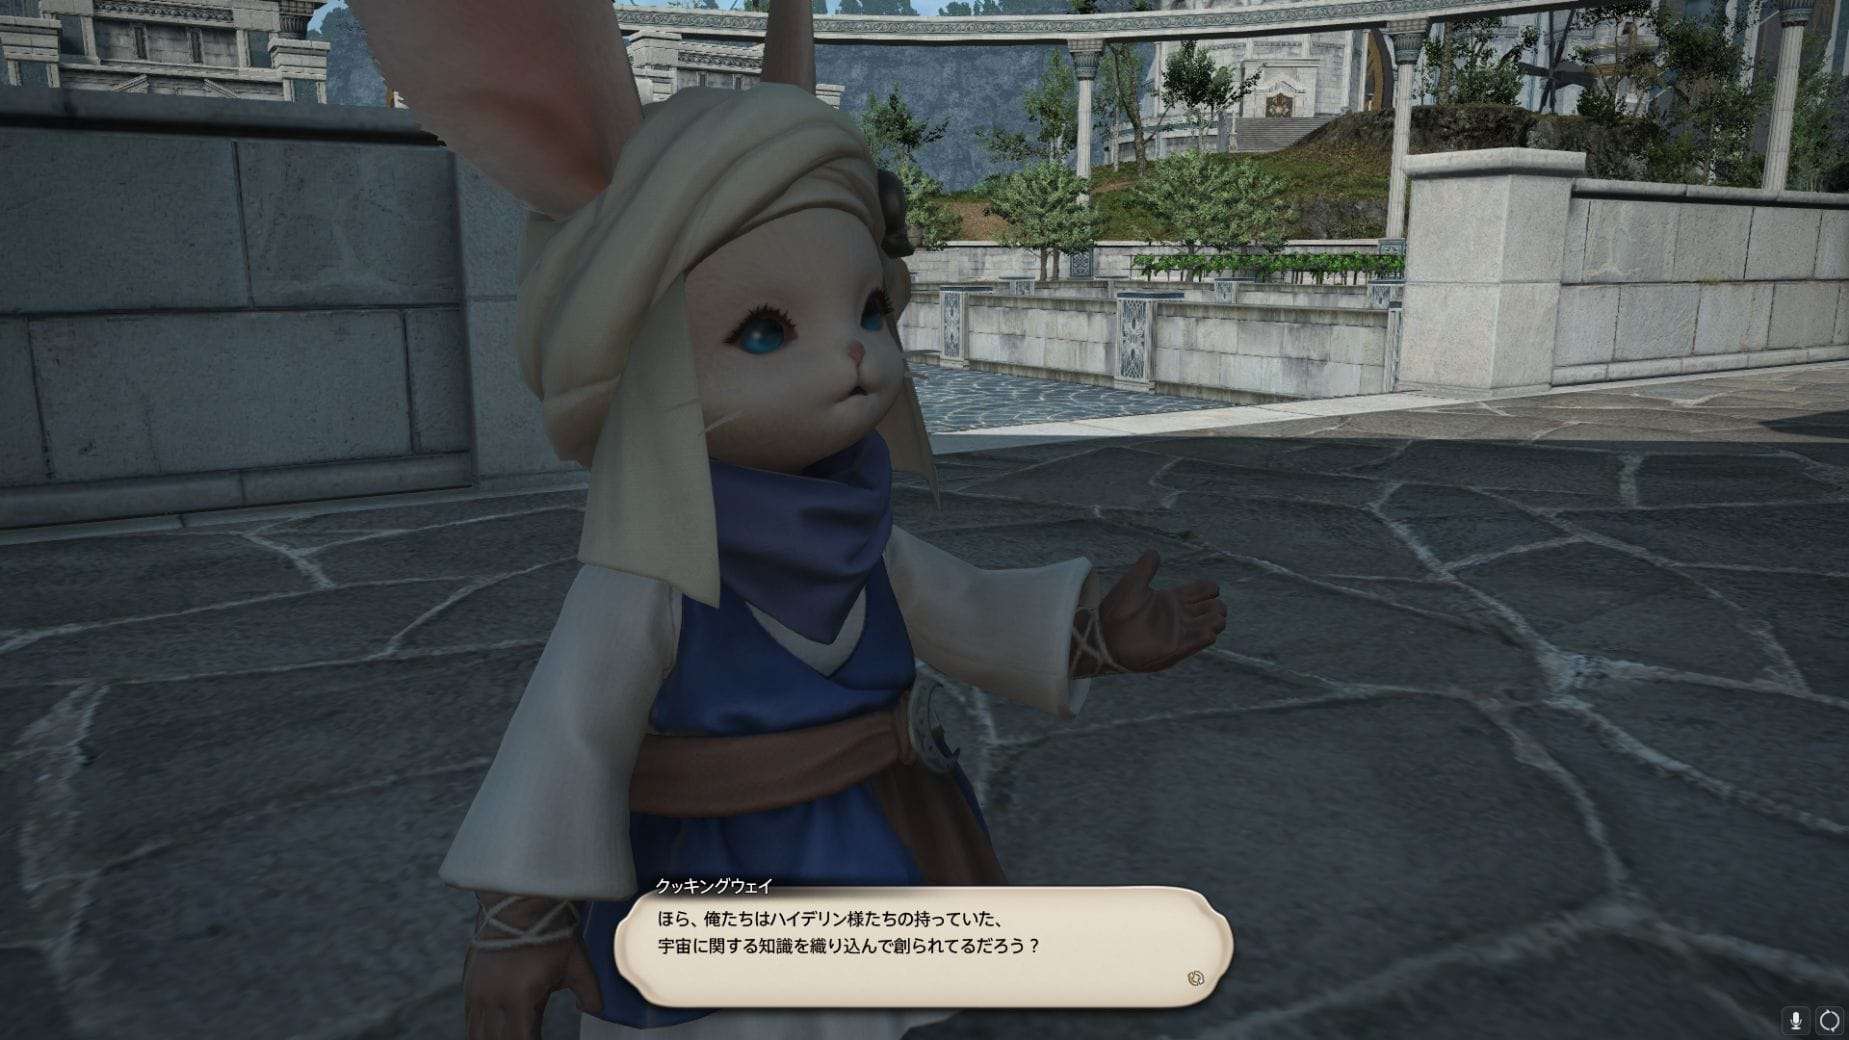 クッキングウェイ
ほら、俺たちはハイデリン様たちの持っていた、
宇宙に関する知識を織り込んで創られてるだろう？